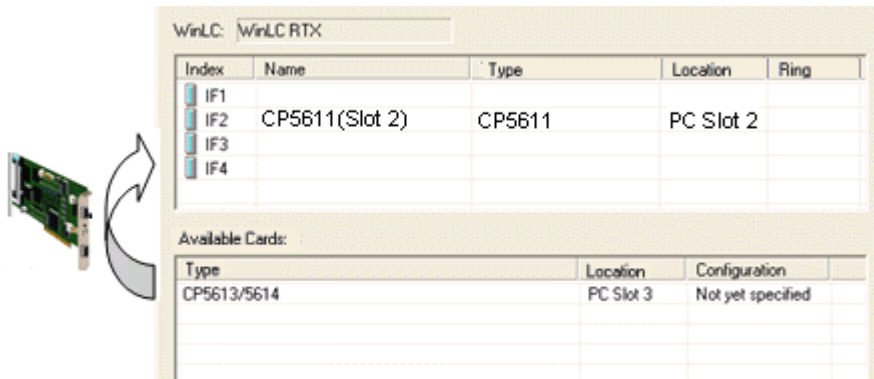 WinLC: WinLC RTX
Index Name Type Location Ring
IF1
IF2 CP5611(Slot 2) CP5611 PC Slot 2
IF3
IF4
Available Cards:
Type Location Configuration
CP5613/5614 PC Slot 3 Not yet specified